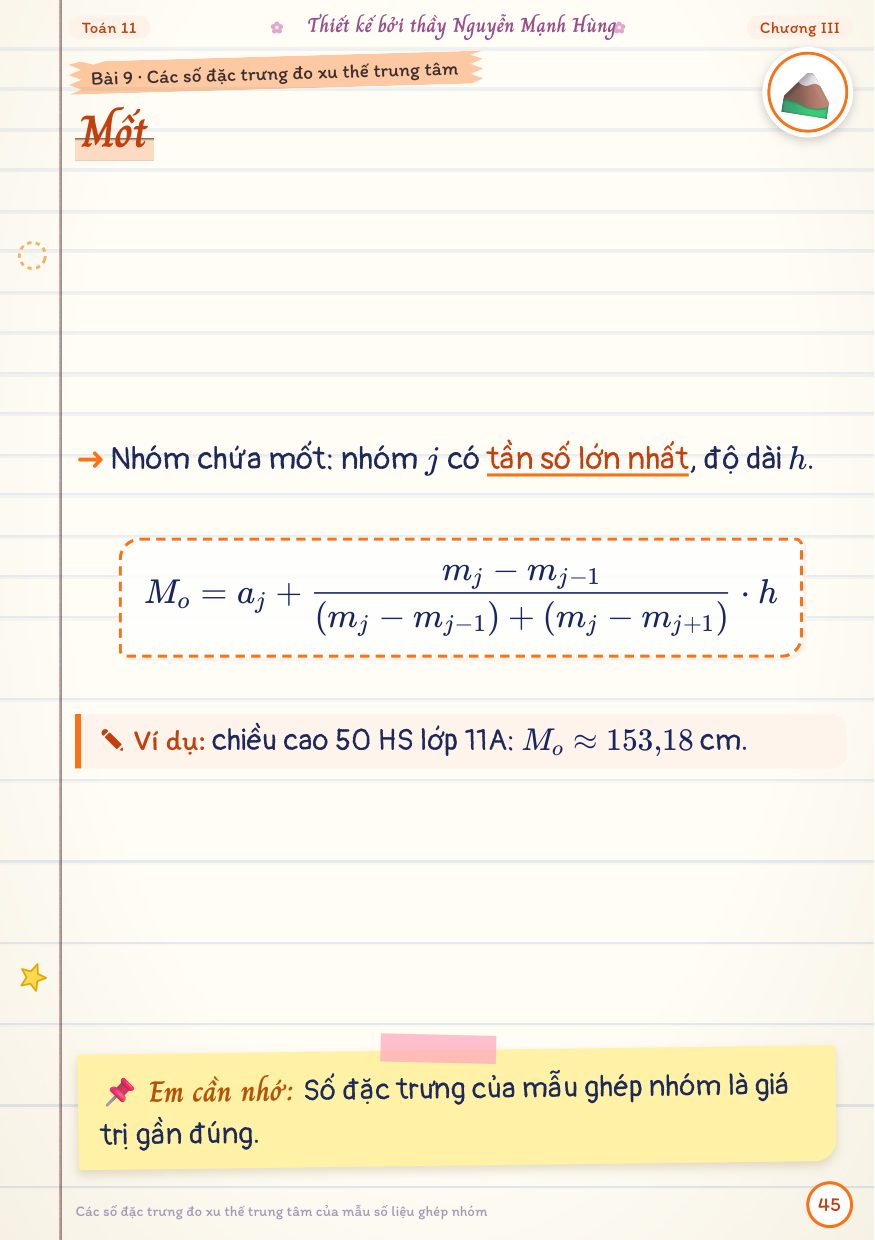 Toán 11
Thiết kế bởi thầy Nguyễn Mạnh Hùng
Chương III
Bài 9 · Các số đặc trưng đo xu thế trung tâm
Mốt
→ Nhóm chứa mốt: nhóm j có tần số lớn nhất, độ dài h.
M_o = a_j + \frac{m_j − m_{j−1}}{(m_j − m_{j−1}) + (m_j − m_{j+1})} · h
Ví dụ: chiều cao 50 HS lớp 11A: M_o ≈ 153,18 cm.
Em cần nhớ: Số đặc trưng của mẫu ghép nhóm là giá
trị gần đúng.
Các số đặc trưng đo xu thế trung tâm của mẫu số liệu ghép nhóm
45